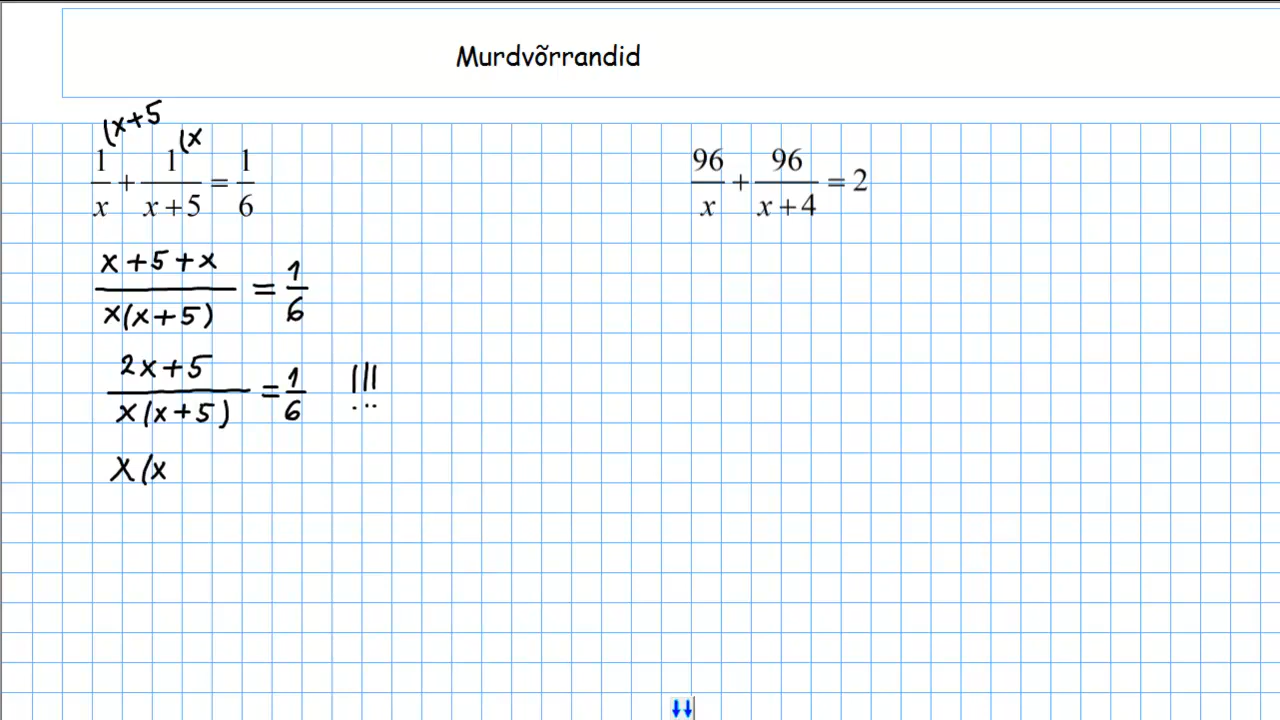 Murdvõrrandid
(x+5 (x
1/x + 1/(x+5) = 1/6
(x+5+x)/(x(x+5)) = 1/6
(2x+5)/(x(x+5)) = 1/6 !!!
x(x
96/x + 96/(x+4) = 2